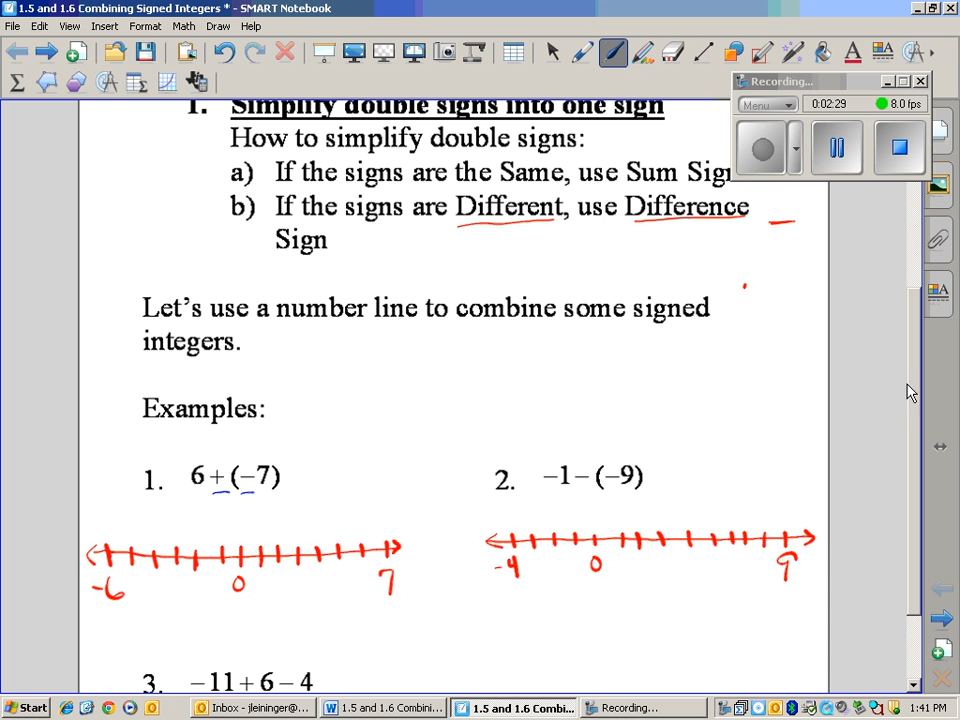 1.5 and 1.6 Combining Signed Integers * - SMART Notebook
File Edit View Insert Format Math Draw Help
Recording...
Menu 0:02:29 8.0 fps
1. Simplify double signs into one sign
How to simplify double signs:
a) If the signs are the Same, use Sum
b) If the signs are Different, use Difference −
Sign
Let's use a number line to combine some signed
integers.
Examples:
1. 6 + (−7) 2. −1 − (−9)
-6 0 7 -4 0 9
3. −11 + 6 − 4
Start Inbox - jleininger@... 1.5 and 1.6 Combini... 1.5 and 1.6 Combin... Recording... 1:41 PM